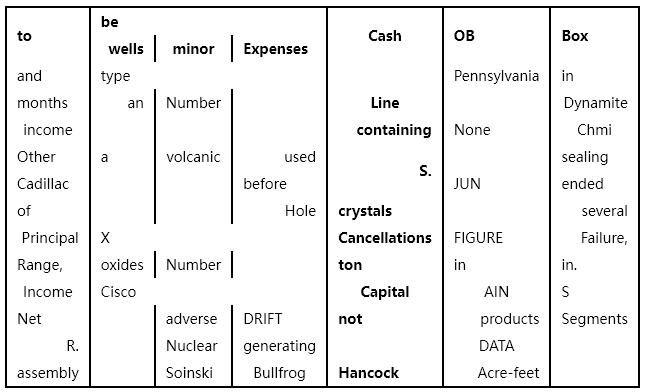 be
to Cash OB Box
wells minor Expenses
and type Pennsylvania in
months an Number Line Dynamite
income containing None Chmi
Other a volcanic used sealing
S.
Cadillac before JUN ended
of Hole crystals several
Principal X Cancellations FIGURE Failure,
Range, oxides Number ton in in.
Income Cisco Capital AIN S
Net adverse DRIFT not products Segments
R. Nuclear generating DATA
assembly Soinski Bullfrog Hancock Acre-feet